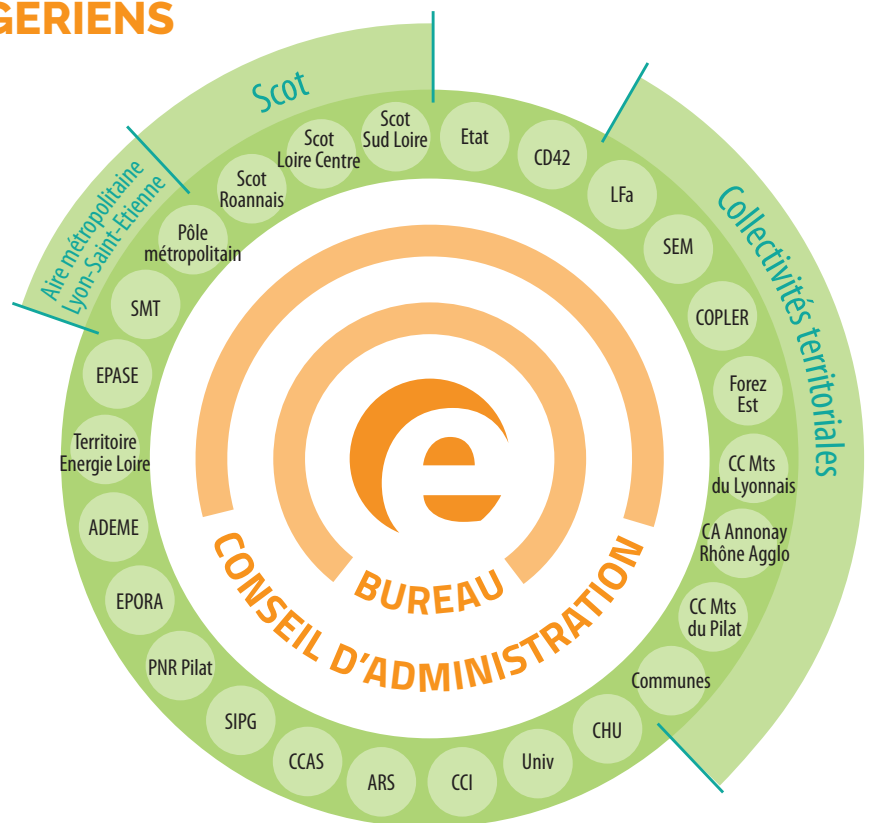 GERIENS
Scot
Aire métropolitaine
Lyon-Saint-Etienne
Collectivités territoriales
Etat
CD42
LFa
SEM
COPLER
Forez
Est
CC Mts
du Lyonnais
CA Annonay
Rhône Agglo
CC Mts
du Pilat
Communes
CHU
Univ
CCI
ARS
CCAS
SIPG
PNR Pilat
EPORA
ADEME
Territoire
Energie Loire
EPASE
SMT
Pôle
métropolitain
Scot
Roannais
Scot
Loire Centre
Scot
Sud Loire
e
BUREAU
CONSEIL D'ADMINISTRATION